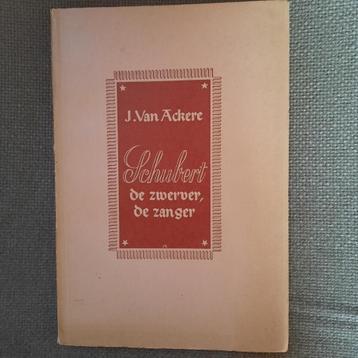 J. Van Ackere
Schubert
de zwerver,
de zanger